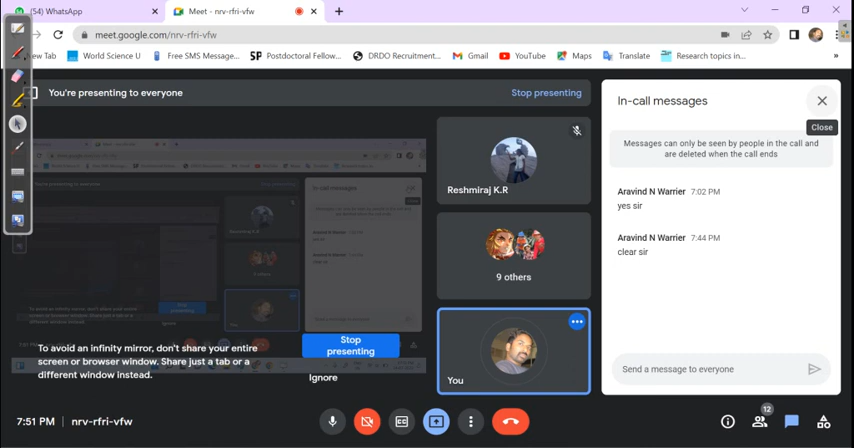 (54) WhatsApp
Meet - nrv-rfri-vfw
meet.google.com/nrv-rfri-vfw
ew Tab
World Science U
Free SMS Message...
SP Postdoctoral Fellow...
DRDO Recruitment...
Gmail
YouTube
Maps
Translate
Research topics in...
»
You're presenting to everyone
Stop presenting
To avoid an infinity mirror, don't share your entire
screen or browser window. Share just a tab or a
different window instead.
Stop
presenting
Ignore
Reshmiraj K.R
9 others
You
In-call messages
Close
Messages can only be seen by people in the call and
are deleted when the call ends
Aravind N Warrier 7:02 PM
yes sir
Aravind N Warrier 7:44 PM
clear sir
Send a message to everyone
7:51 PM | nrv-rfri-vfw
12